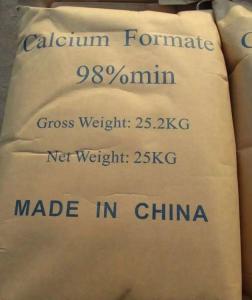 Calcium Formate
98%min
Gross Weight: 25.2KG
Net Weight: 25KG
MADE IN CHINA